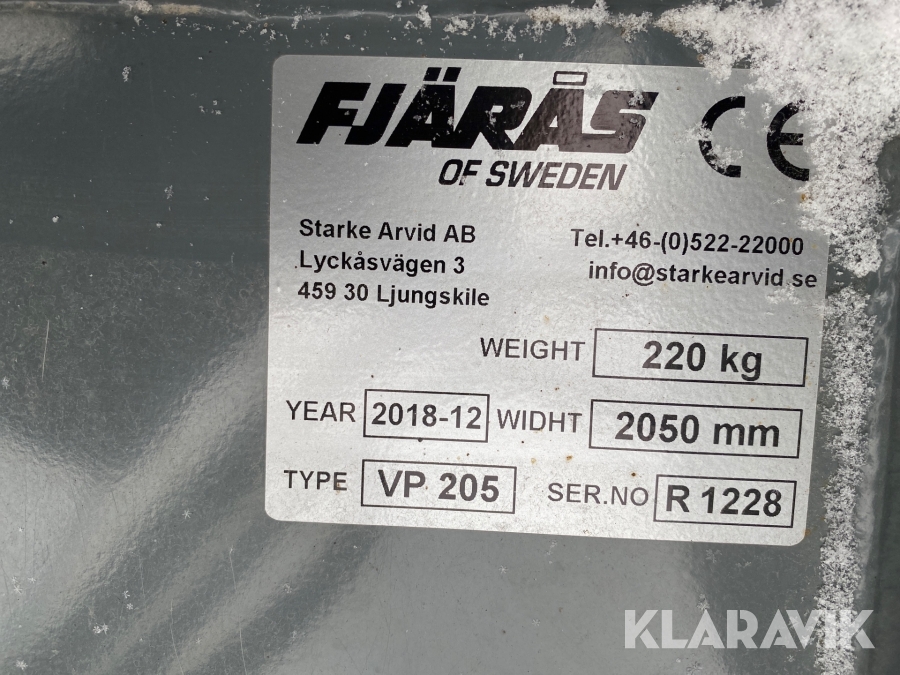 FJÄRÅS
OF SWEDEN
CE
Starke Arvid AB
Lyckåsvägen 3
459 30 Ljungskile
Tel.+46-(0)522-22000
info@starkearvid.se
WEIGHT 220 kg
YEAR 2018-12 WIDHT 2050 mm
TYPE VP 205 SER.NO R 1228
KLARAVIK